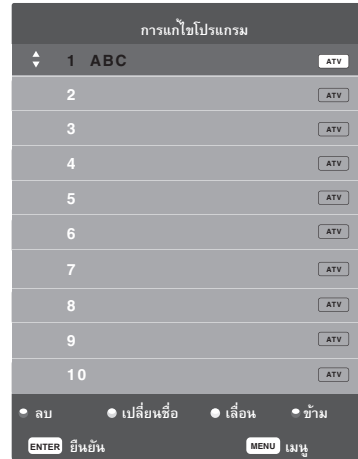 การแก้ไขโปรแกรม
1 ABC ATV
2 ATV
3 ATV
4 ATV
5 ATV
6 ATV
7 ATV
8 ATV
9 ATV
10 ATV
ลบ เปลี่ยนชื่อ เลื่อน ข้าม
ENTER ยืนยัน MENU เมนู